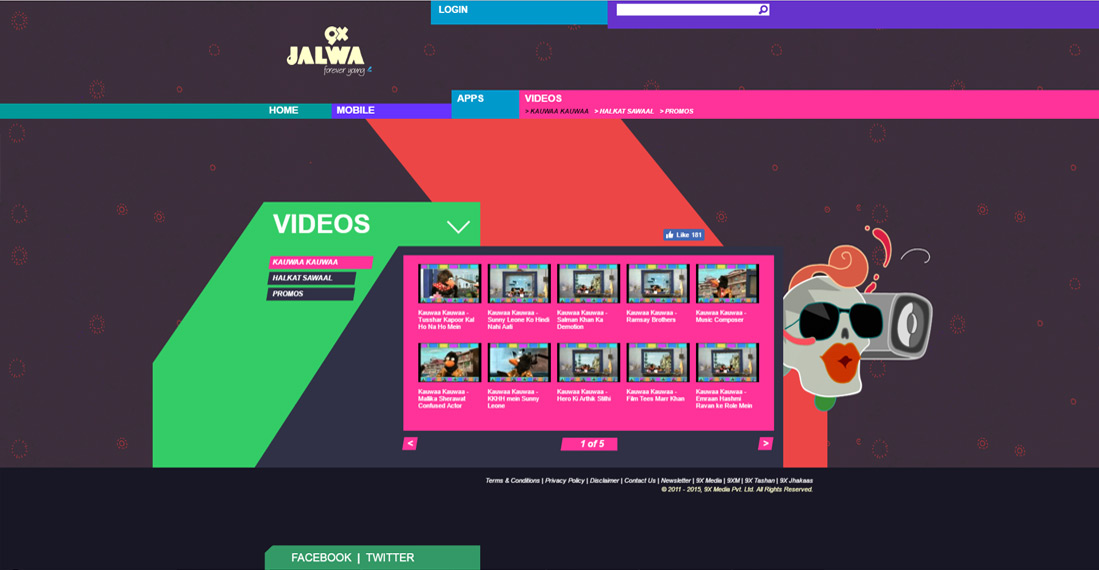 LOGIN
9X
JALWA
forever young
HOME
MOBILE
APPS
VIDEOS
> KAUWAA KAUWAA > HALKAT SAWAAL > PROMOS
VIDEOS
KAUWAA KAUWAA
HALKAT SAWAAL
PROMOS
Like 181
Kauwaa Kauwaa -
Tusshar Kapoor Kal
Ho Na Ho Mein
Kauwaa Kauwaa -
Sunny Leone Ko Hindi
Nahi Aati
Kauwaa Kauwaa -
Salman Khan Ka
Demotion
Kauwaa Kauwaa -
Ramsay Brothers
Kauwaa Kauwaa -
Music Composer
Kauwaa Kauwaa -
Mallika Sherawat
Confused Actor
Kauwaa Kauwaa -
KKHH mein Sunny
Leone
Kauwaa Kauwaa -
Hero Ki Arthik Sthiti
Kauwaa Kauwaa -
Film Tees Marr Khan
Kauwaa Kauwaa -
Emraan Hashmi
Ravan ke Role Mein
< 1 of 5 >
Terms & Conditions | Privacy Policy | Disclaimer | Contact Us | Newsletter | 9X Media | 9XM | 9X Tashan | 9X Jhakaas
© 2011 - 2015, 9X Media Pvt. Ltd. All Rights Reserved.
FACEBOOK | TWITTER